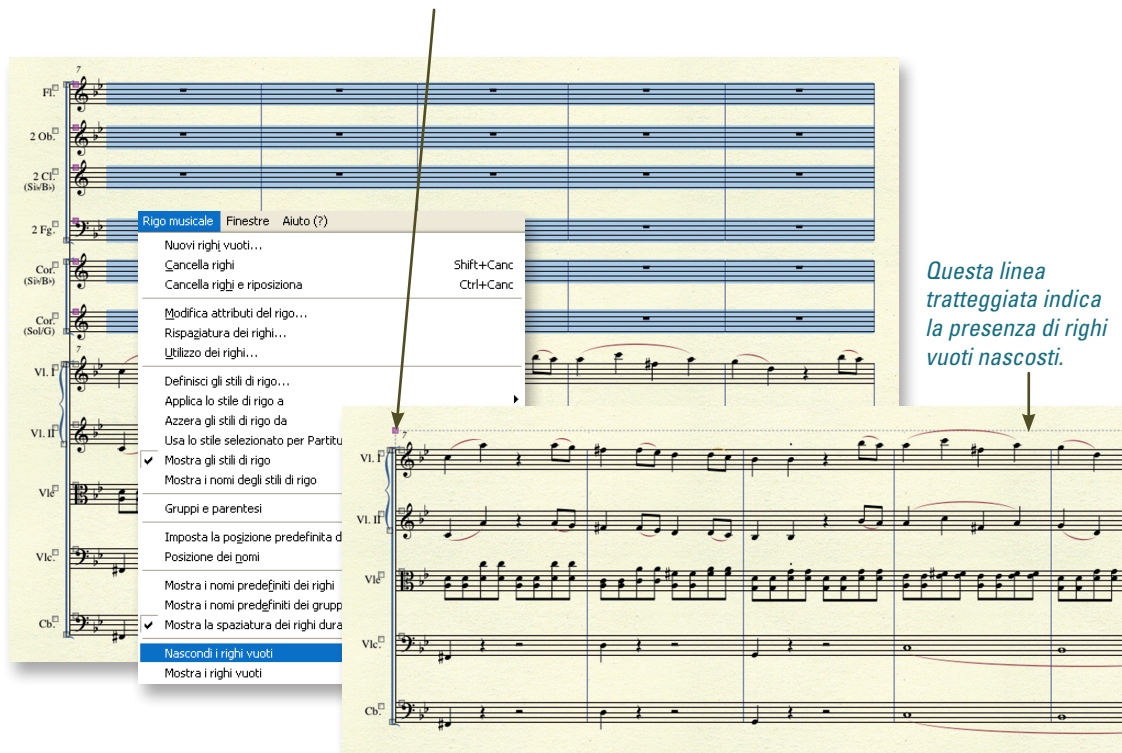 7
Fl.
2 Ob.
2 Cl.
(Si♭/B♭)
2 Fg.
Cor.
(Si♭/B♭)
Cor.
(Sol/G)
7
Vl. I
Vl. II
Vle
Vlc.
Cb.
Rigo musicale Finestre Aiuto (?)
Nuovi righi vuoti...
Cancella righi Shift+Canc
Cancella righi e riposiziona Ctrl+Canc
Modifica attributi del rigo...
Rispaziatura dei righi...
Utilizzo dei righi...
Definisci gli stili di rigo...
Applica lo stile di rigo a
Azzera gli stili di rigo da
Usa lo stile selezionato per Partitu
Mostra gli stili di rigo
Mostra i nomi degli stili di rigo
Gruppi e parentesi
Imposta la posizione predefinita d
Posizione dei nomi
Mostra i nomi predefiniti dei righi
Mostra i nomi predefiniti dei grupp
Mostra la spaziatura dei righi dura
Nascondi i righi vuoti
Mostra i righi vuoti
Questa linea
tratteggiata indica
la presenza di righi
vuoti nascosti.
7
Vl. I
Vl. II
Vle
Vlc.
Cb.